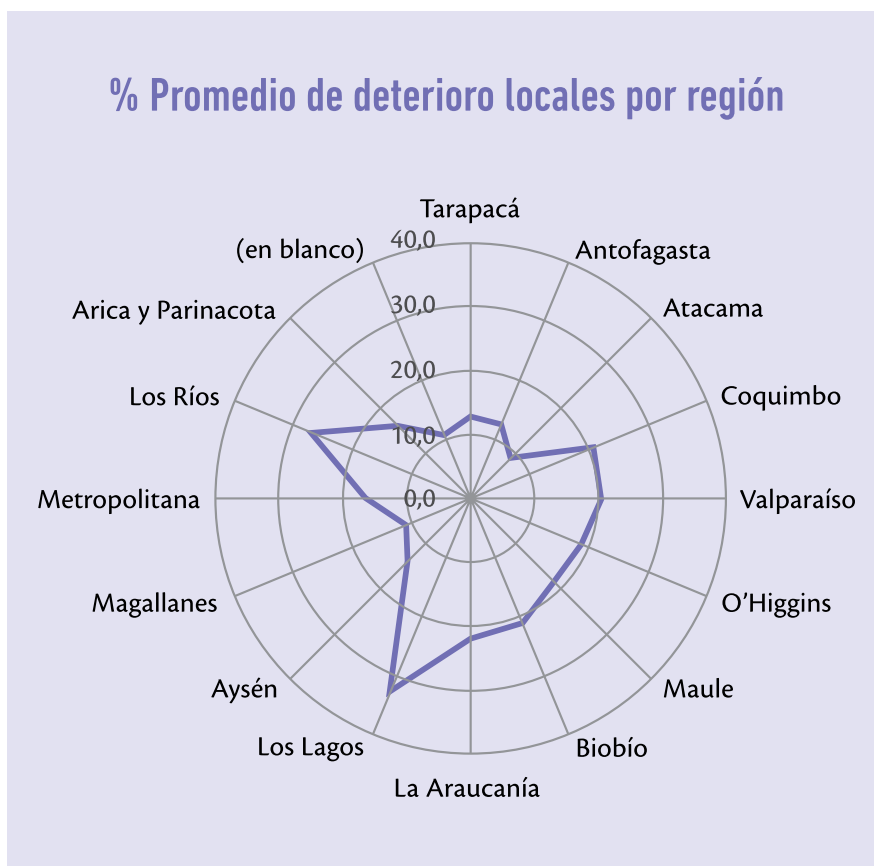 % Promedio de deterioro locales por región
Tarapacá
40,0
(en blanco)
Antofagasta
30,0
Arica y Parinacota
Atacama
20,0
Los Ríos
Coquimbo
10,0
Metropolitana
0,0
Valparaíso
Magallanes
O’Higgins
Aysén
Maule
Los Lagos
Biobío
La Araucanía